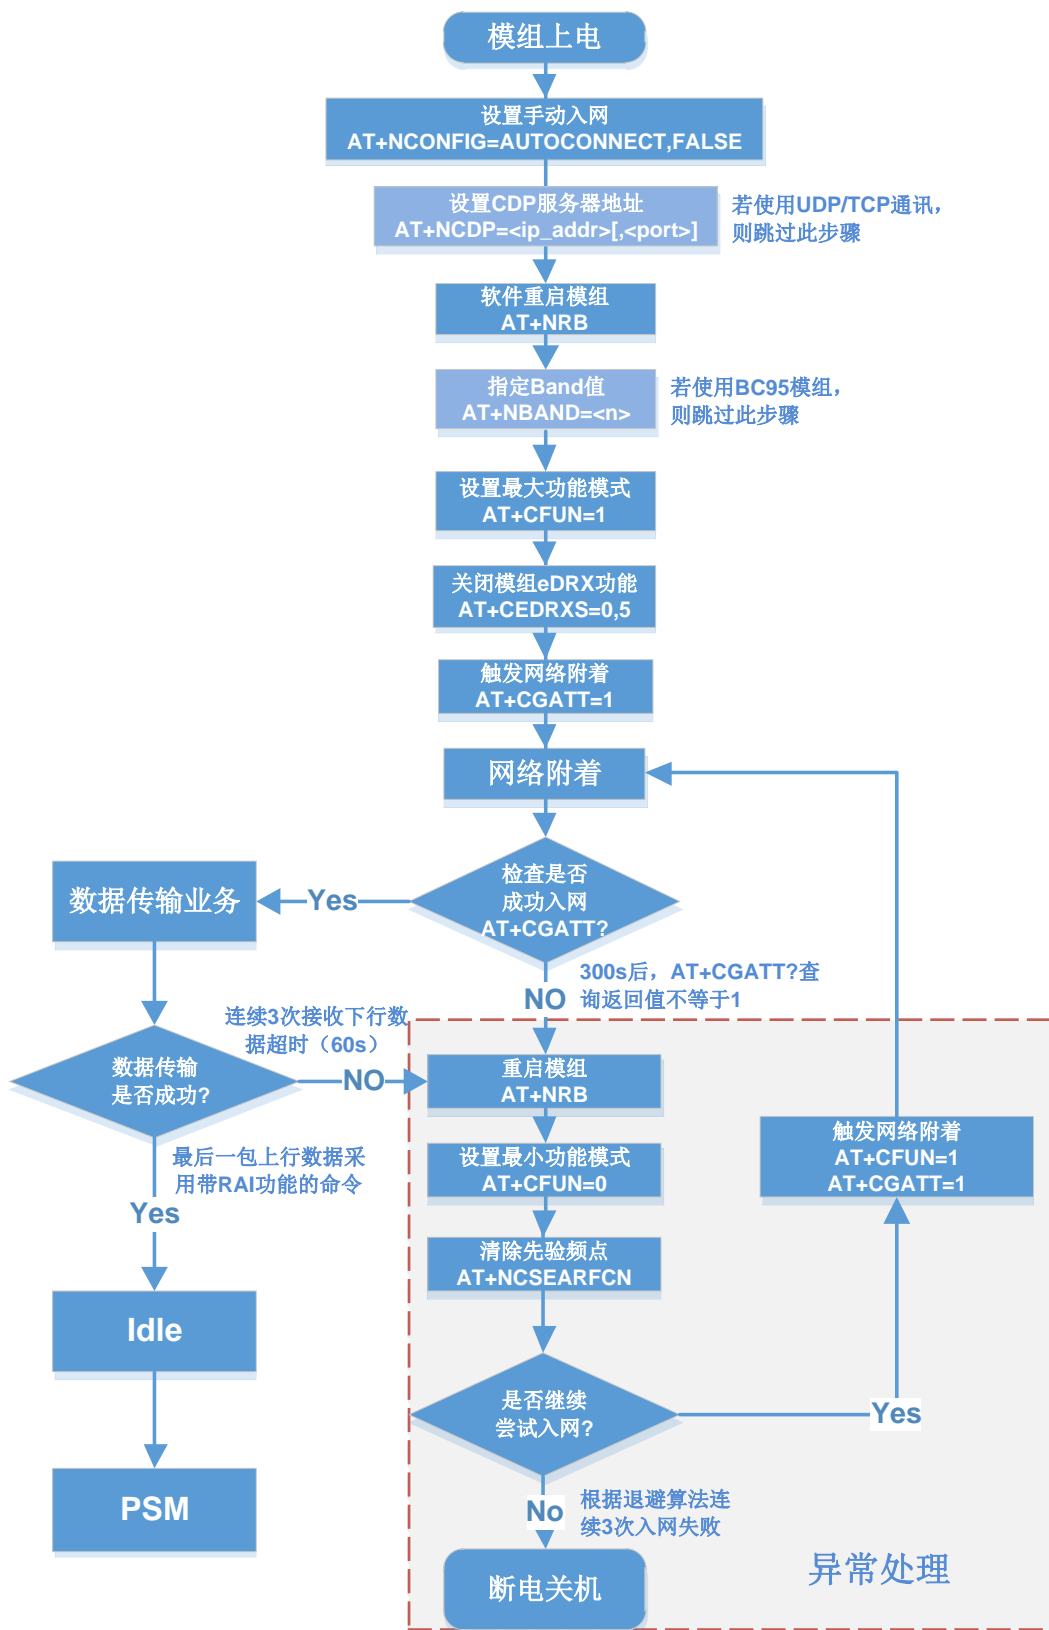 模组上电
设置手动入网
AT+NCONFIG=AUTOCONNECT,FALSE
设置CDP服务器地址
AT+NCDP=<ip_addr>[,<port>]
若使用UDP/TCP通讯，
则跳过此步骤
软件重启模组
AT+NRB
指定Band值
AT+NBAND=<n>
若使用BC95模组，
则跳过此步骤
设置最大功能模式
AT+CFUN=1
关闭模组eDRX功能
AT+CEDRXS=0,5
触发网络附着
AT+CGATT=1
网络附着
检查是否
成功入网
AT+CGATT?
Yes
数据传输业务
NO
300s后，AT+CGATT?查
询返回值不等于1
连续3次接收下行数
据超时（60s）
数据传输
是否成功?
NO
重启模组
AT+NRB
最后一包上行数据采
用带RAI功能的命令
Yes
设置最小功能模式
AT+CFUN=0
触发网络附着
AT+CFUN=1
AT+CGATT=1
清除先验频点
AT+NCSEARFCN
Idle
是否继续
尝试入网?
Yes
PSM
No
根据退避算法连
续3次入网失败
断电关机
异常处理